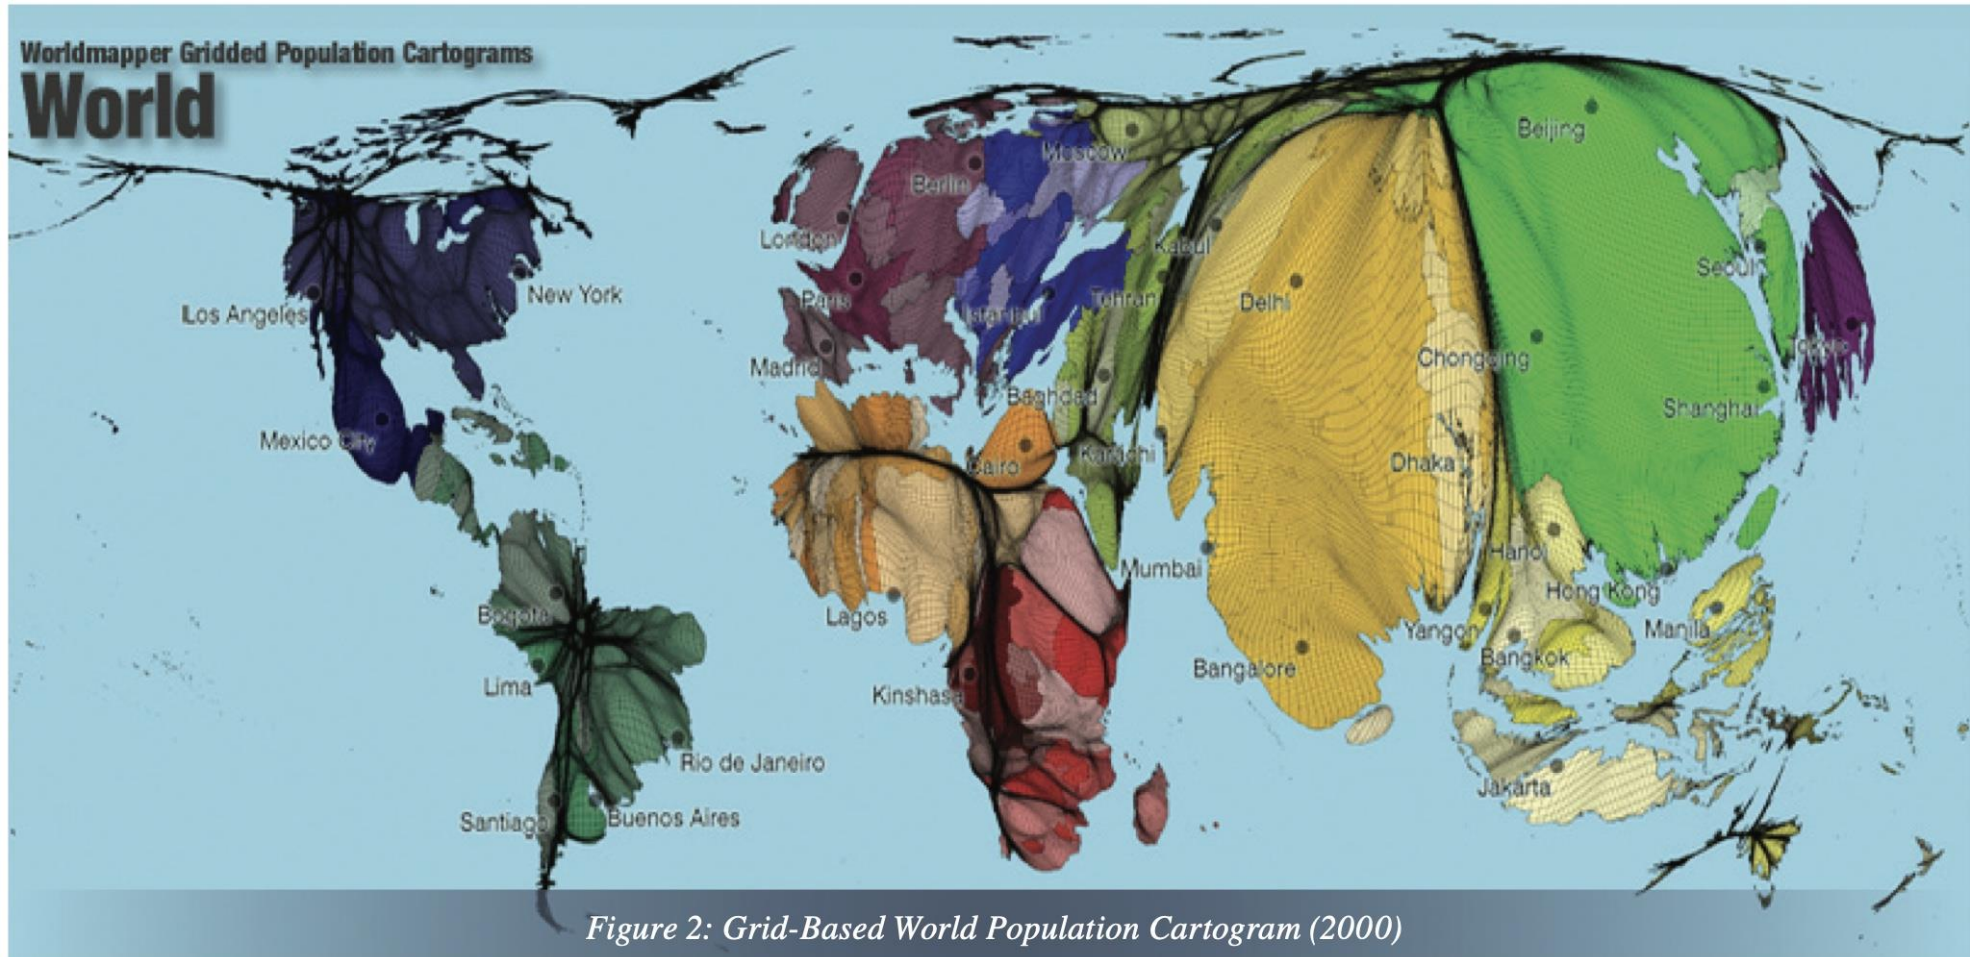 Worldmapper Gridded Population Cartograms
World
Beijing
Moscow
Berlin
London
Kabul
Seoul
Paris
Istanbul
Tehran
Delhi
New York
Los Angeles
Tokyo
Chongqing
Madrid
Baghdad
Shanghai
Mexico City
Cairo
Karachi
Dhaka
Hanoi
Mumbai
Hong Kong
Lagos
Bogota
Yangon
Manila
Bangkok
Bangalore
Lima
Kinshasa
Rio de Janeiro
Jakarta
Santiago
Buenos Aires
Figure 2: Grid-Based World Population Cartogram (2000)